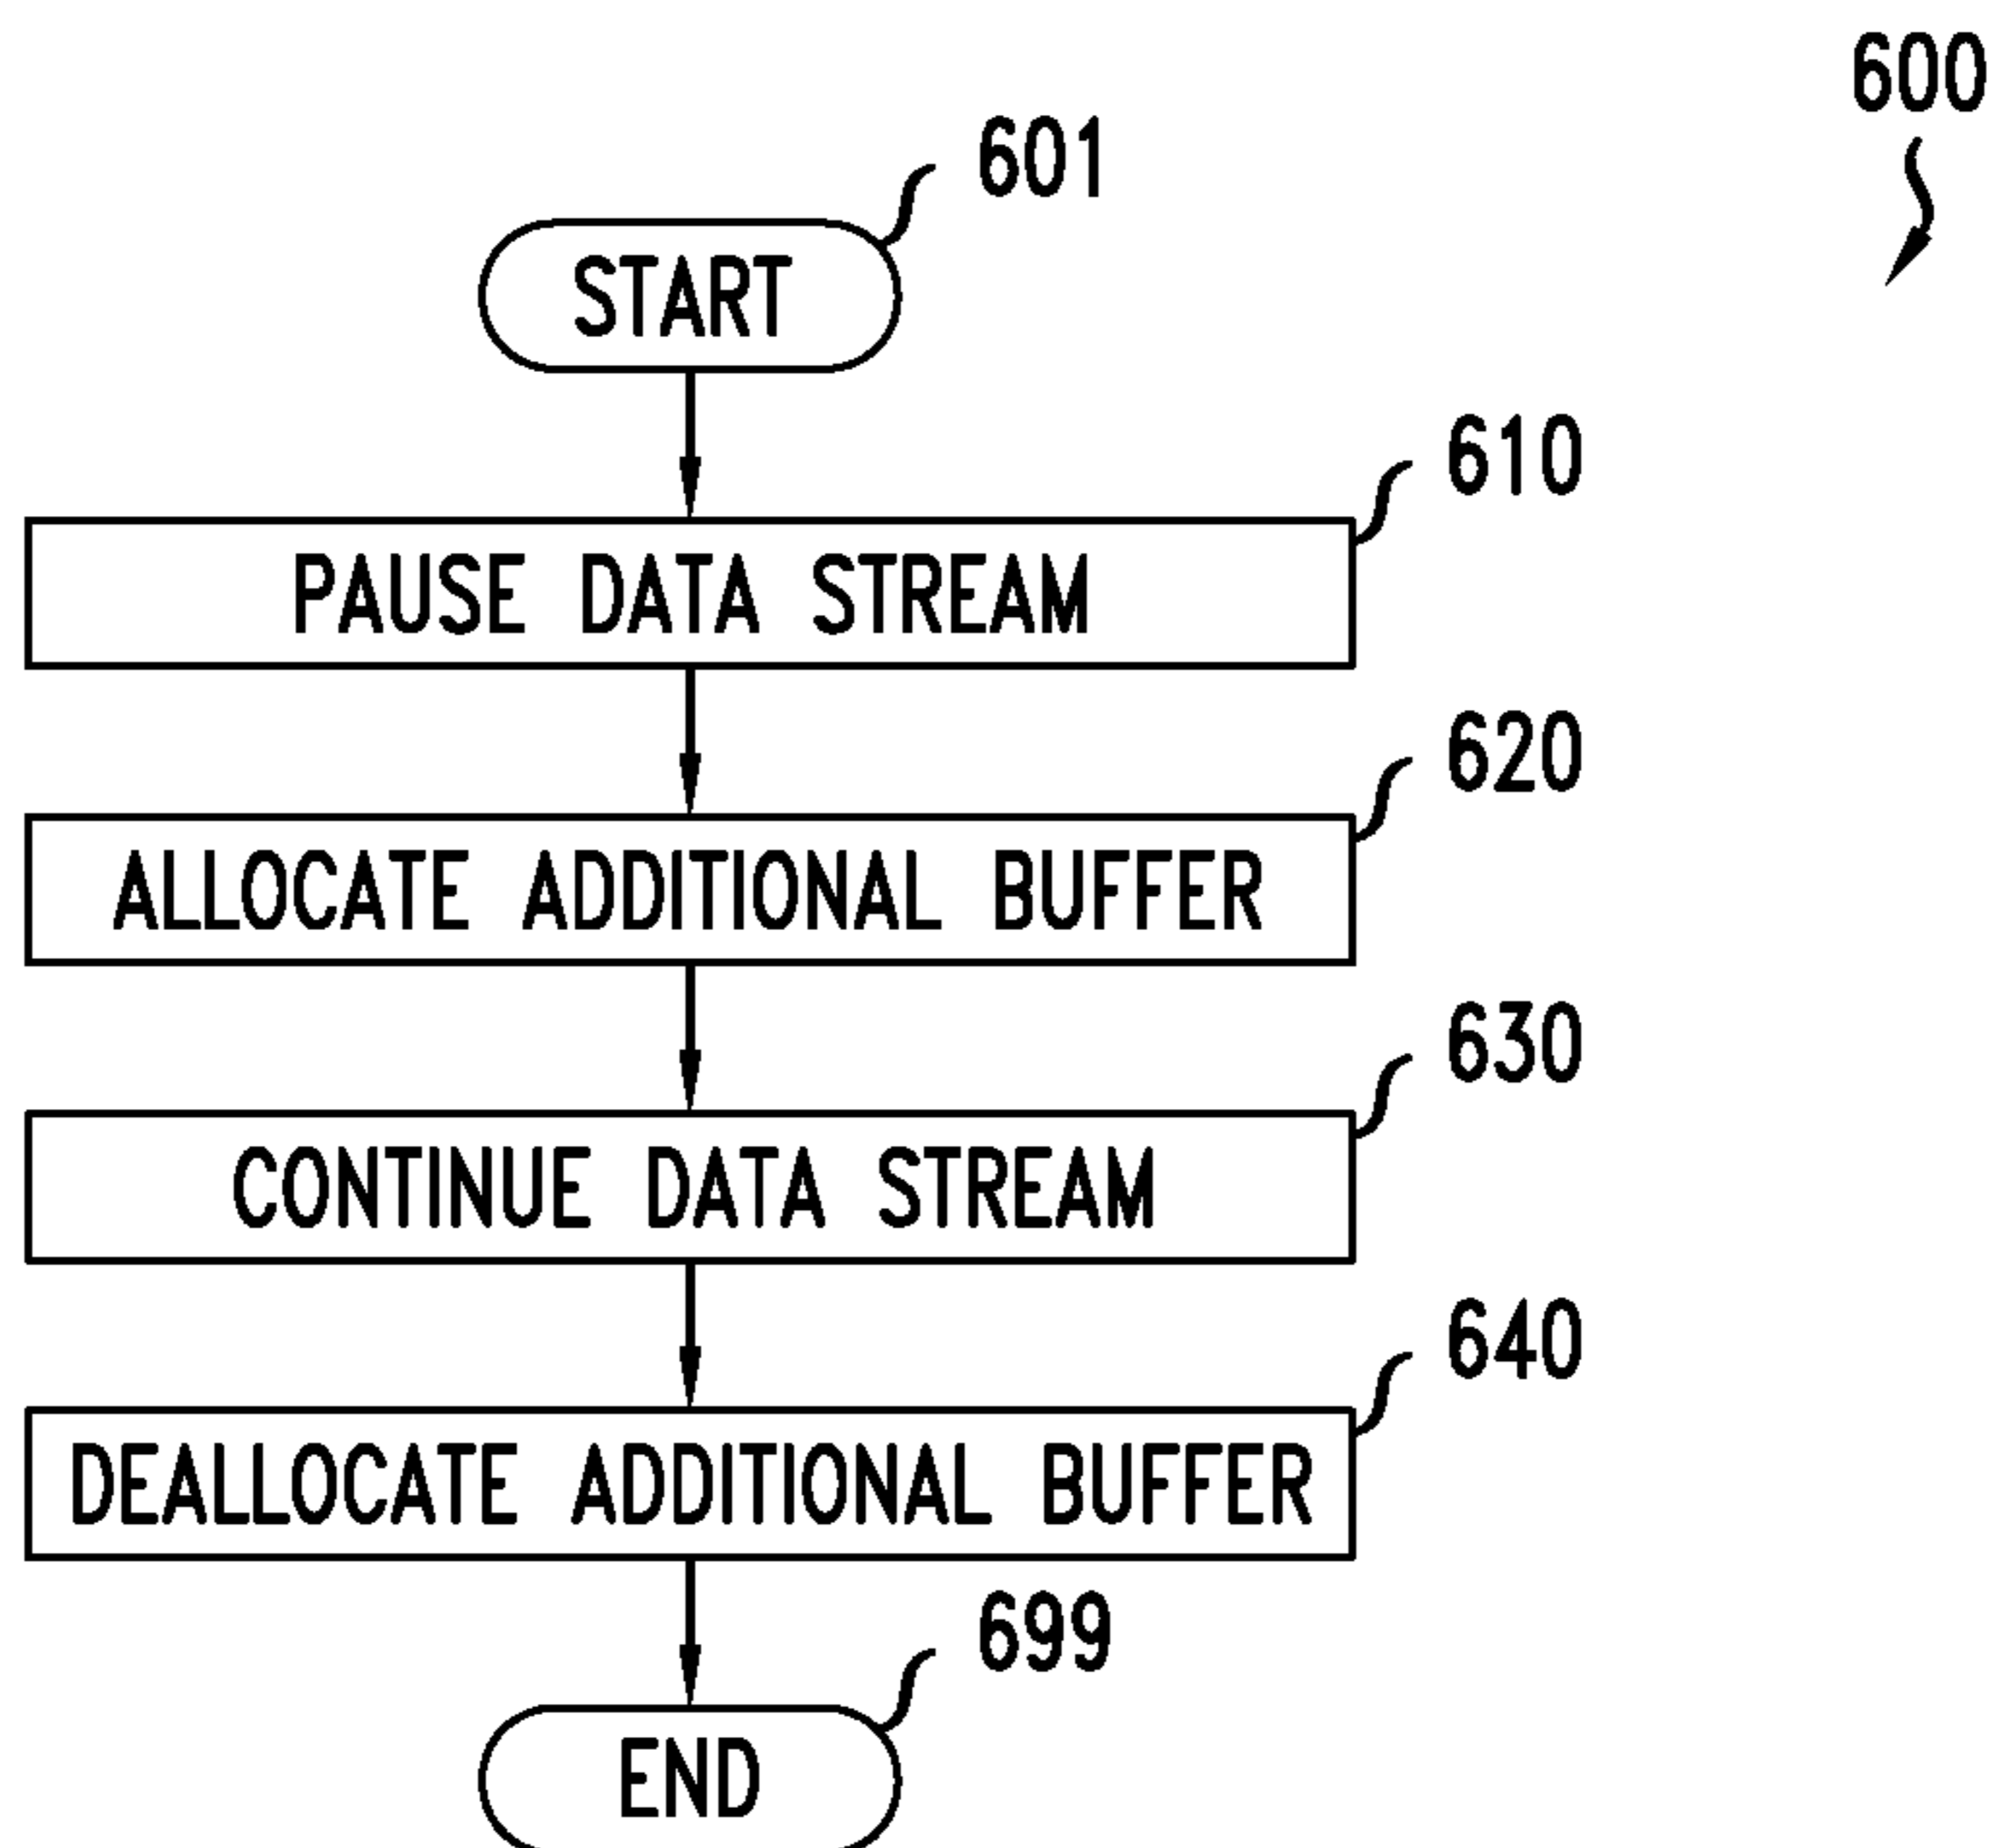 600
601
START
610
PAUSE DATA STREAM
620
ALLOCATE ADDITIONAL BUFFER
630
CONTINUE DATA STREAM
640
DEALLOCATE ADDITIONAL BUFFER
699
END